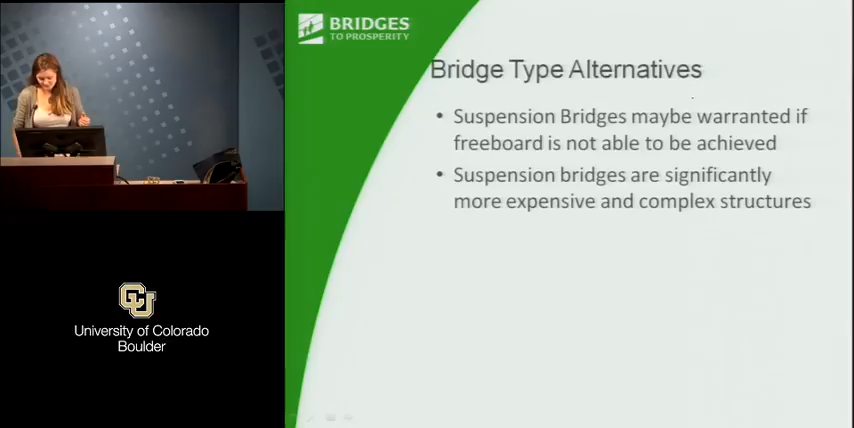 BRIDGES
TO PROSPERITY
Bridge Type Alternatives
• Suspension Bridges maybe warranted if
freeboard is not able to be achieved
• Suspension bridges are significantly
more expensive and complex structures
CU
University of Colorado
Boulder